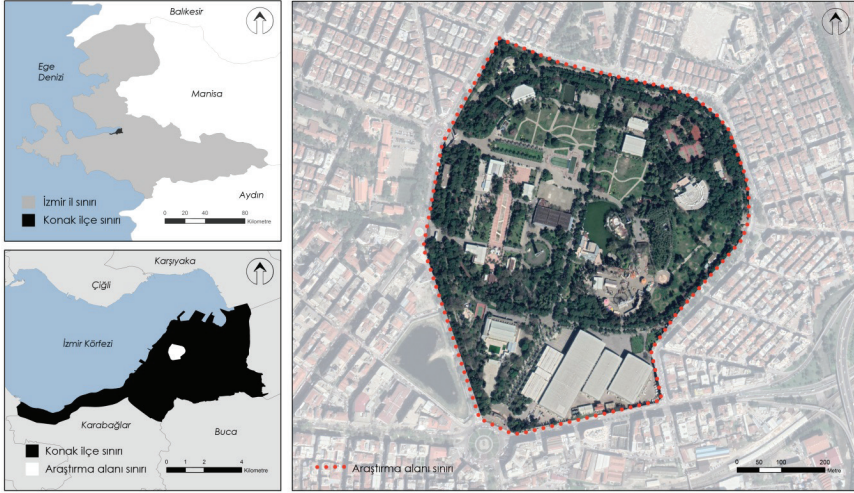 Balıkesir
Ege
Denizi
Manisa
Aydın
İzmir il sınırı
Konak ilçe sınırı
0 20 40 60 80
Kilometre
Karşıyaka
Çiğli
İzmir Körfezi
Karabağlar
Buca
Konak ilçe sınırı
Araştırma alanı sınırı
0 1 2 4
Kilometre
Araştırma alanı sınırı
0 50 100 200
Metre